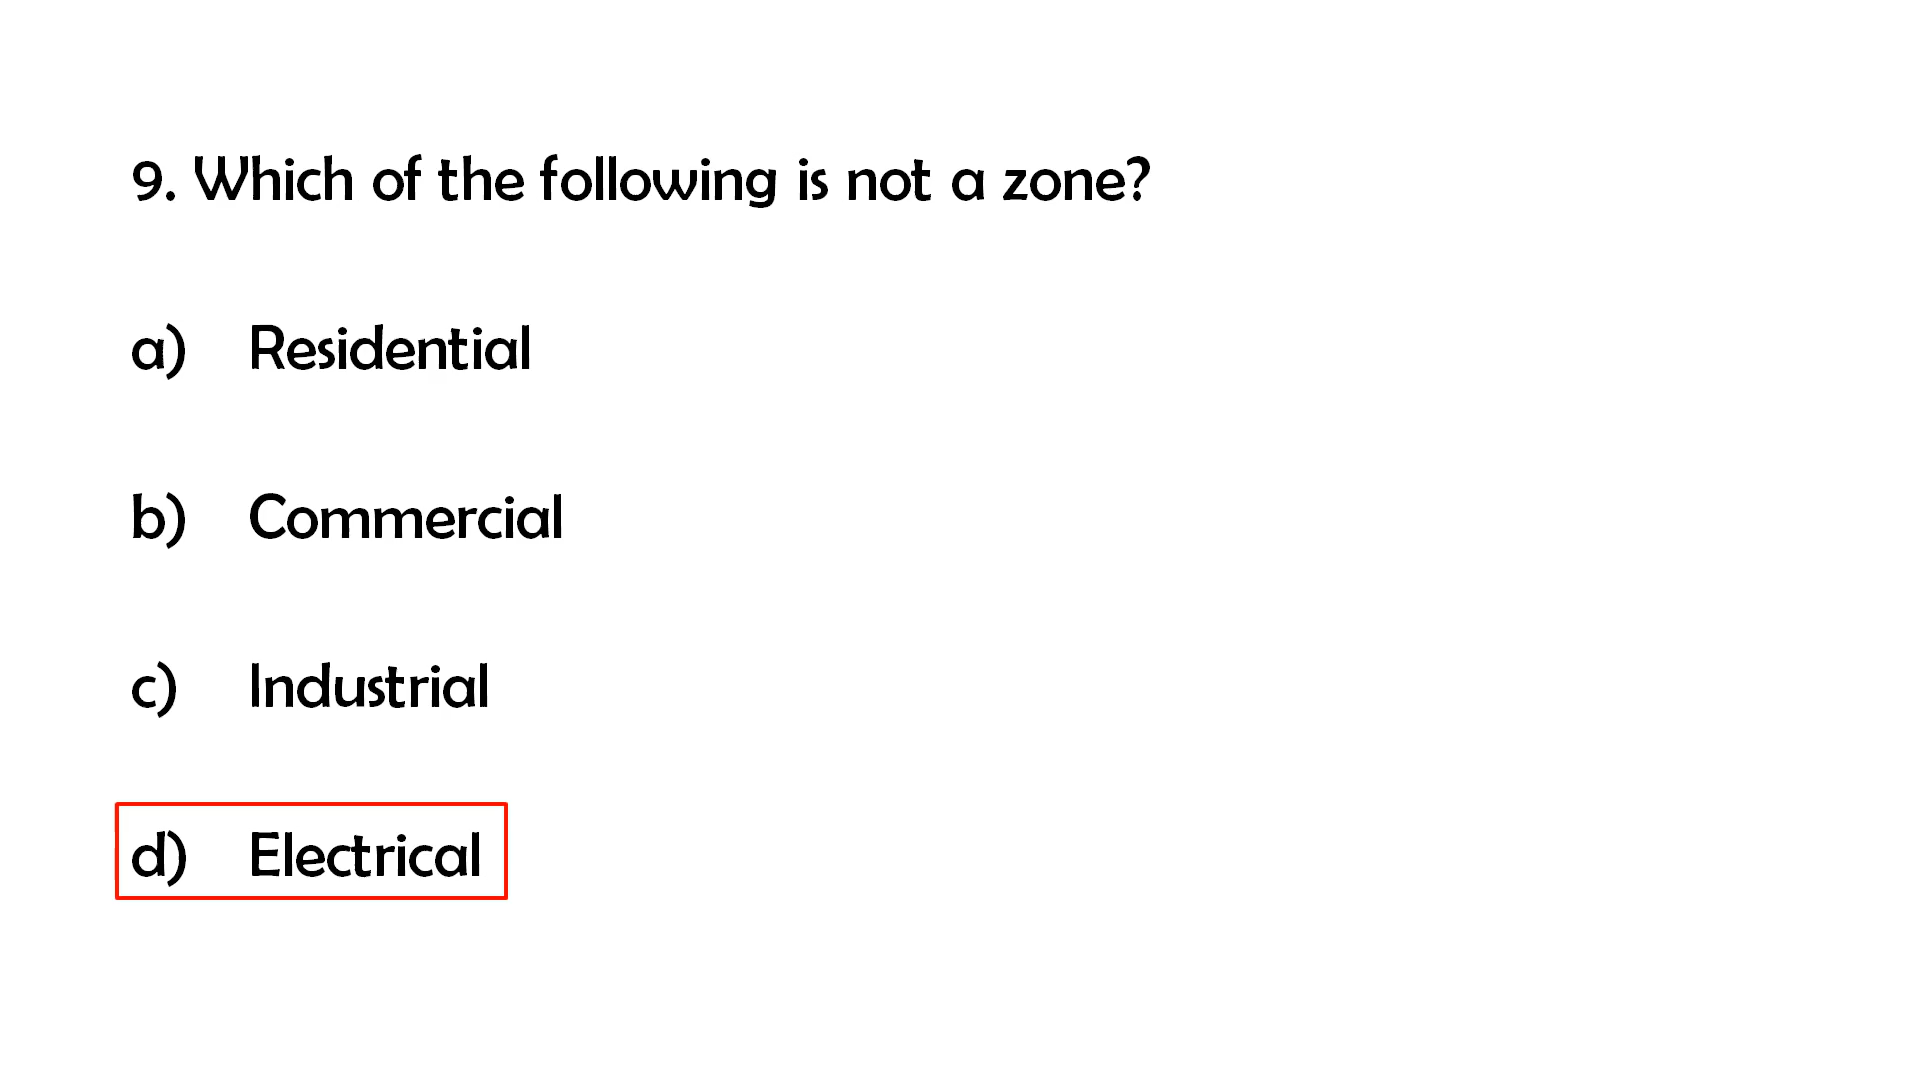 9. Which of the following is not a zone?
a) Residential
b) Commercial
c) Industrial
d) Electrical